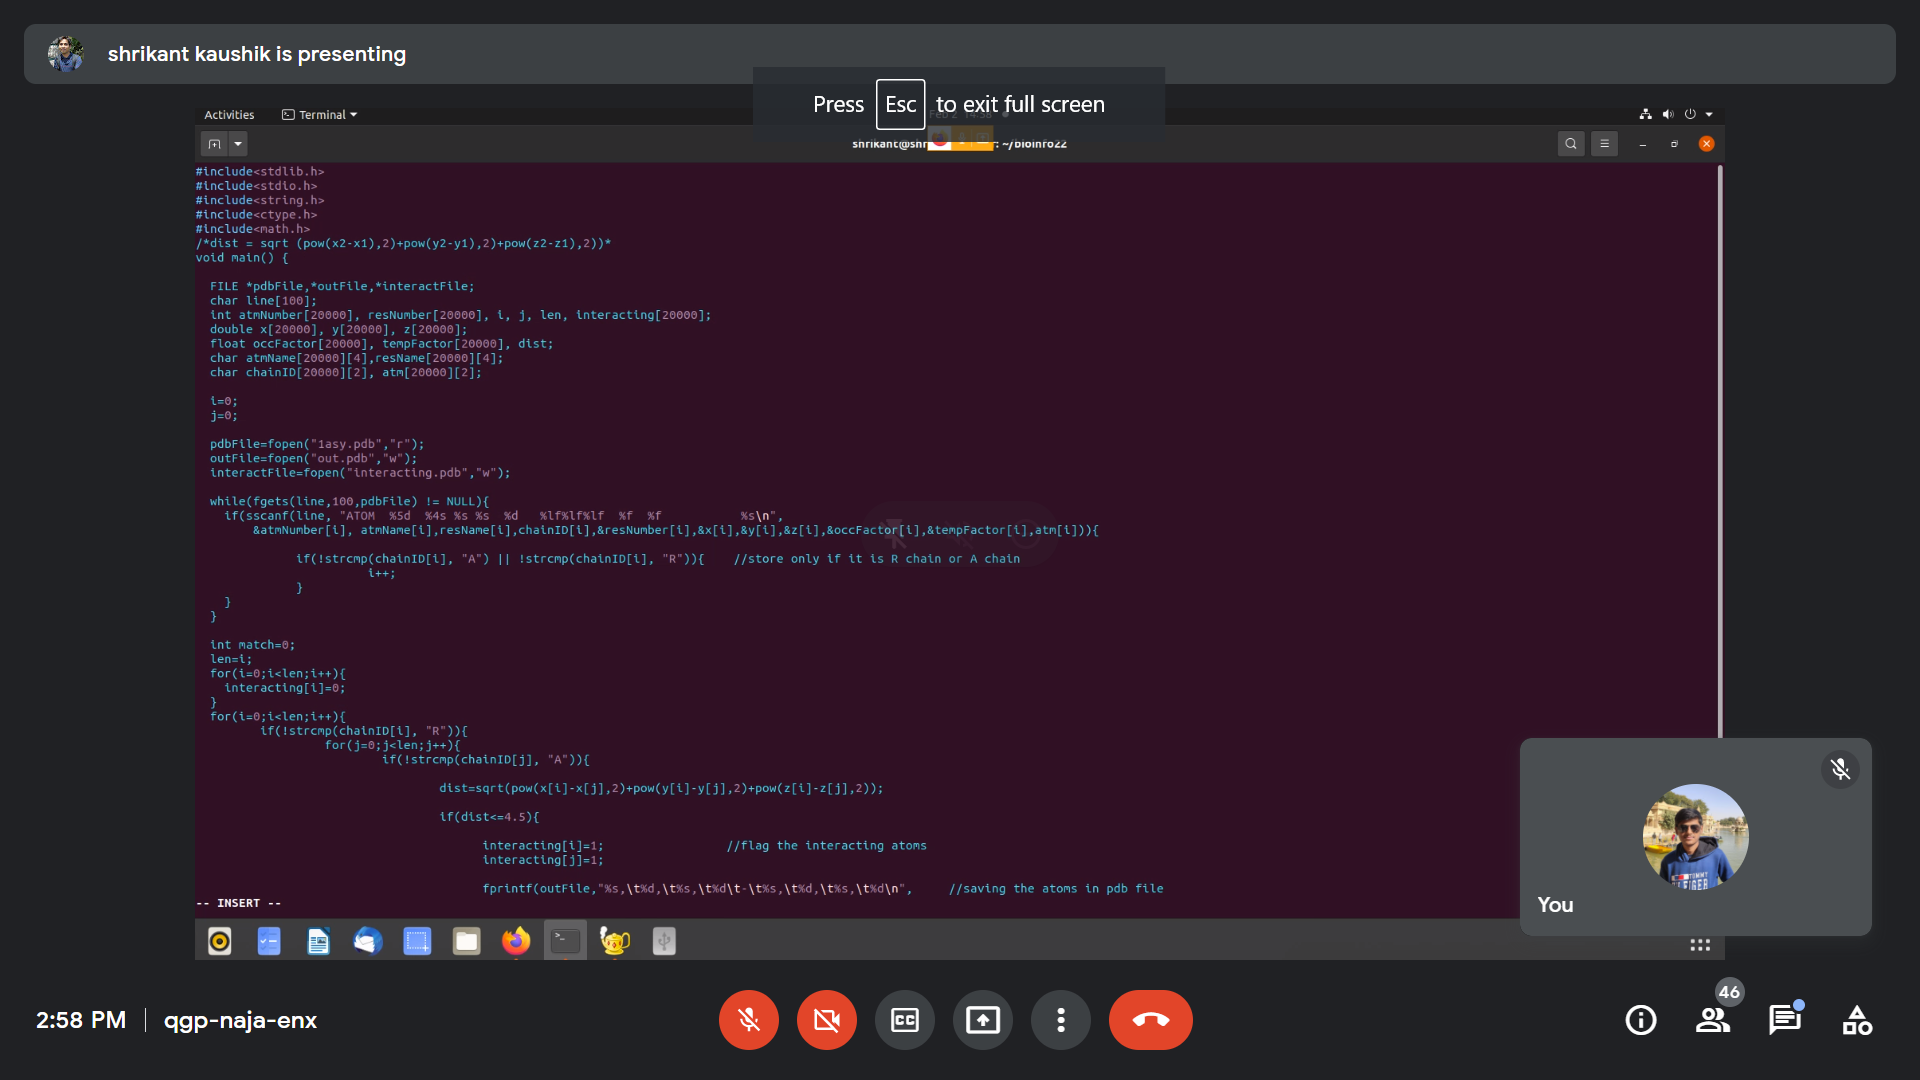 shrikant kaushik is presenting
Press Esc to exit full screen
Activities
Terminal
shrikant@shr
: ~/bioinfo22
#include<stdlib.h>
#include<stdio.h>
#include<string.h>
#include<ctype.h>
#include<math.h>
/*dist = sqrt (pow(x2-x1),2)+pow(y2-y1),2)+pow(z2-z1),2))*
void main() {
FILE *pdbFile,*outFile,*interactFile;
char line[100];
int atmNumber[20000], resNumber[20000], i, j, len, interacting[20000];
double x[20000], y[20000], z[20000];
float occFactor[20000], tempFactor[20000], dist;
char atmName[20000][4],resName[20000][4];
char chainID[20000][2], atm[20000][2];
i=0;
j=0;
pdbFile=fopen("1asy.pdb","r");
outFile=fopen("out.pdb","w");
interactFile=fopen("interacting.pdb","w");
while(fgets(line,100,pdbFile) != NULL){
if(sscanf(line, "ATOM  %5d  %4s %s %s  %d   %lf%lf%lf  %f  %f           %s\n",
&atmNumber[i], atmName[i],resName[i],chainID[i],&resNumber[i],&x[i],&y[i],&z[i],&occFactor[i],&tempFactor[i],atm[i])){
if(!strcmp(chainID[i], "A") || !strcmp(chainID[i], "R")){    //store only if it is R chain or A chain
i++;
}
}
}
int match=0;
len=i;
for(i=0;i<len;i++){
interacting[i]=0;
}
for(i=0;i<len;i++){
if(!strcmp(chainID[i], "R")){
for(j=0;j<len;j++){
if(!strcmp(chainID[j], "A")){
dist=sqrt(pow(x[i]-x[j],2)+pow(y[i]-y[j],2)+pow(z[i]-z[j],2));
if(dist<=4.5){
interacting[i]=1;                 //flag the interacting atoms
interacting[j]=1;
fprintf(outFile,"%s,\t%d,\t%s,\t%d\t-\t%s,\t%d,\t%s,\t%d\n",     //saving the atoms in pdb file
-- INSERT --
You
2:58 PM | qgp-naja-enx
CC
46